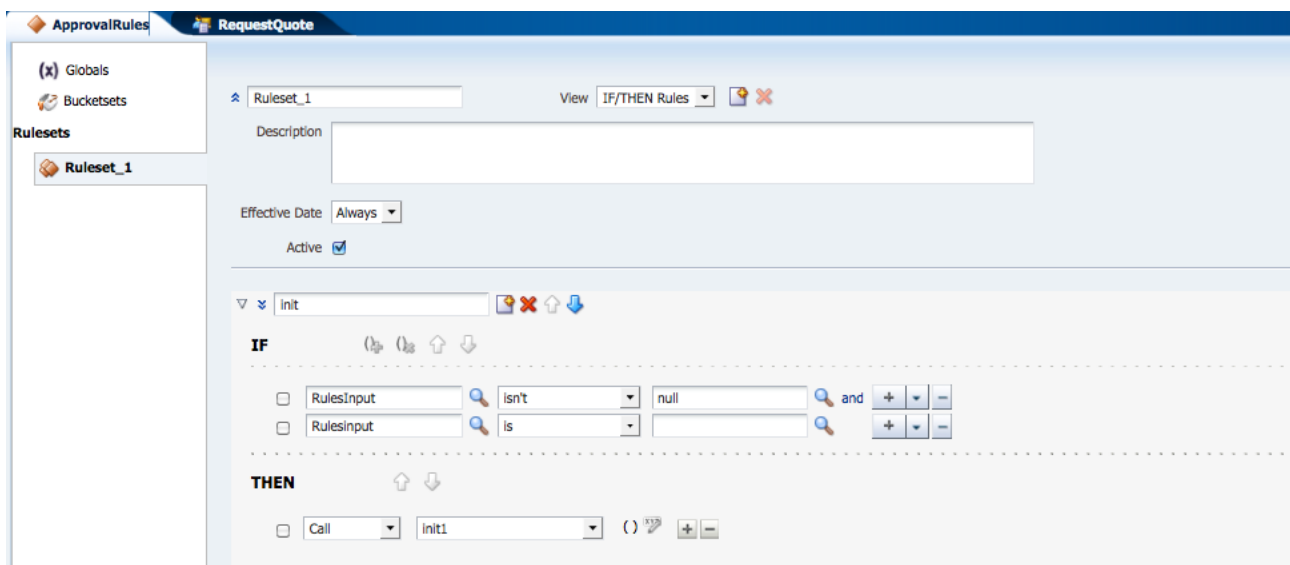 ApprovalRules RequestQuote
(x) Globals
Bucketsets
Rulesets
Ruleset_1
Ruleset_1 View IF/THEN Rules
Description
Effective Date Always
Active
init
IF
RulesInput isn't null and
Rulesinput is
THEN
Call init1 ()